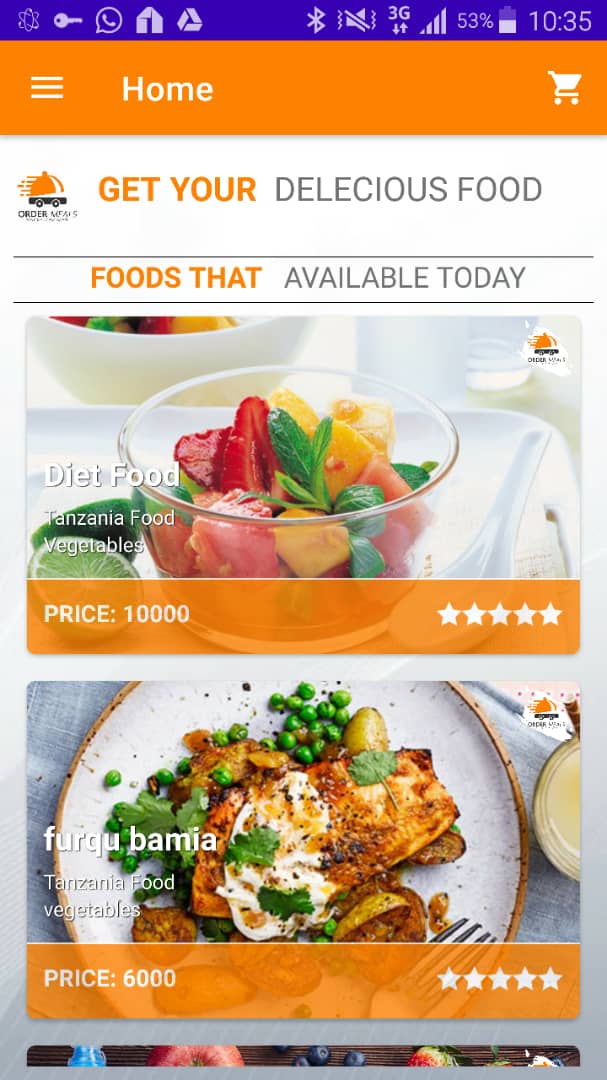 3G 53% 10:35
Home
ORDER MEALS
GET YOUR DELECIOUS FOOD
FOODS THAT AVAILABLE TODAY
ORDER MEALS
Diet Food
Tanzania Food
Vegetables
PRICE: 10000
ORDER MEALS
furqu bamia
Tanzania Food
vegetables
PRICE: 6000